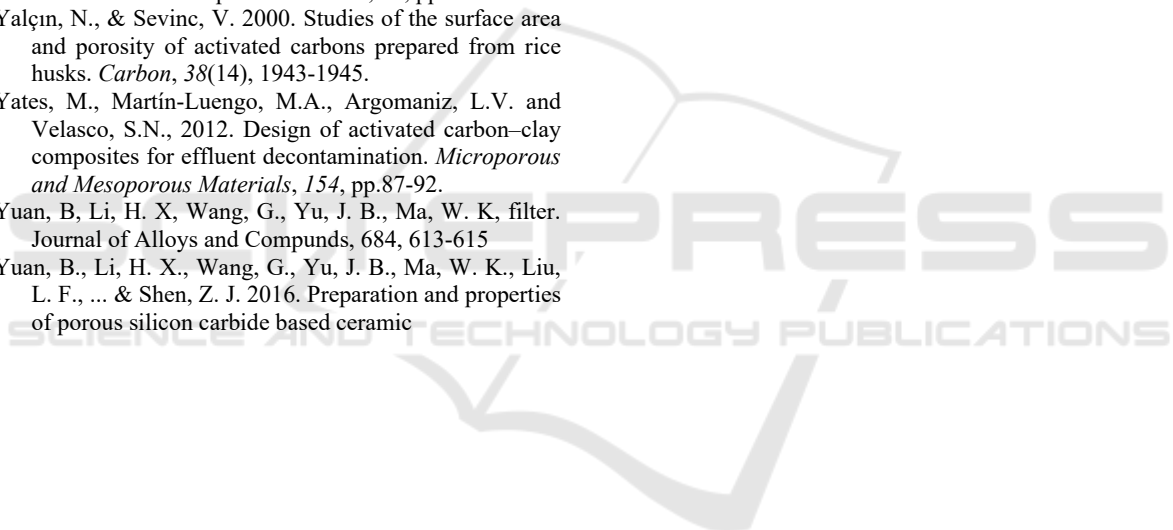 Yalçın, N., & Sevinc, V. 2000. Studies of the surface area
and porosity of activated carbons prepared from rice
husks. Carbon, 38(14), 1943-1945.
Yates, M., Martín-Luengo, M.A., Argomaniz, L.V. and
Velasco, S.N., 2012. Design of activated carbon–clay
composites for effluent decontamination. Microporous
and Mesoporous Materials, 154, pp.87-92.
Yuan, B, Li, H. X, Wang, G., Yu, J. B., Ma, W. K, filter.
Journal of Alloys and Compunds, 684, 613-615
Yuan, B., Li, H. X., Wang, G., Yu, J. B., Ma, W. K., Liu,
L. F., ... & Shen, Z. J. 2016. Preparation and properties
of porous silicon carbide based ceramic
SCITEPRESS
SCIENCE AND TECHNOLOGY PUBLICATIONS